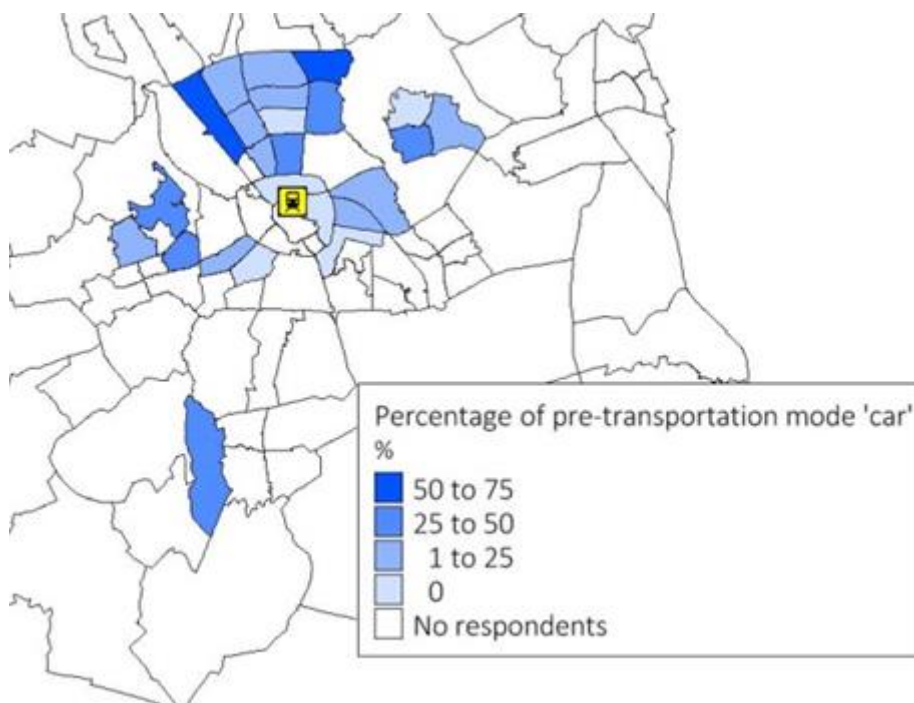 Percentage of pre-transportation mode 'car'
%
50 to 75
25 to 50
1 to 25
0
No respondents